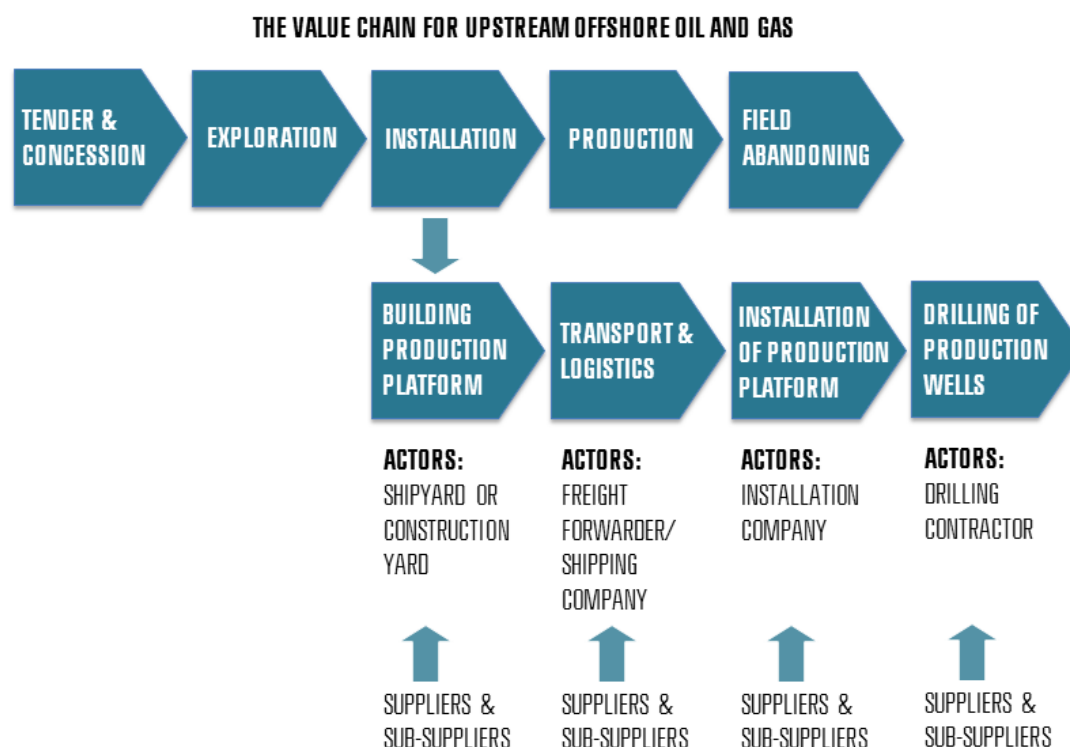 THE VALUE CHAIN FOR UPSTREAM OFFSHORE OIL AND GAS
TENDER &
CONCESSION
EXPLORATION
INSTALLATION
PRODUCTION
FIELD
ABANDONING
BUILDING
PRODUCTION
PLATFORM
TRANSPORT &
LOGISTICS
INSTALLATION
OF PRODUCTION
PLATFORM
DRILLING OF
PRODUCTION
WELLS
ACTORS:
SHIPYARD OR
CONSTRUCTION
YARD
ACTORS:
FREIGHT
FORWARDER/
SHIPPING
COMPANY
ACTORS:
INSTALLATION
COMPANY
ACTORS:
DRILLING
CONTRACTOR
SUPPLIERS &
SUB-SUPPLIERS
SUPPLIERS &
SUB-SUPPLIERS
SUPPLIERS &
SUB-SUPPLIERS
SUPPLIERS &
SUB-SUPPLIERS